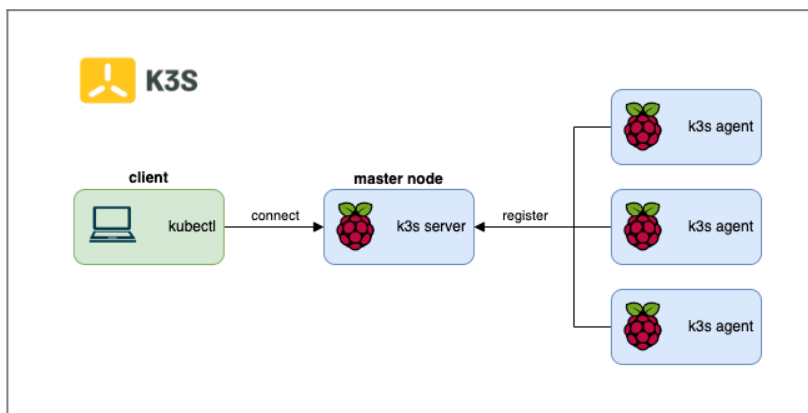 K3S
client
kubectl
connect
master node
k3s server
register
k3s agent
k3s agent
k3s agent